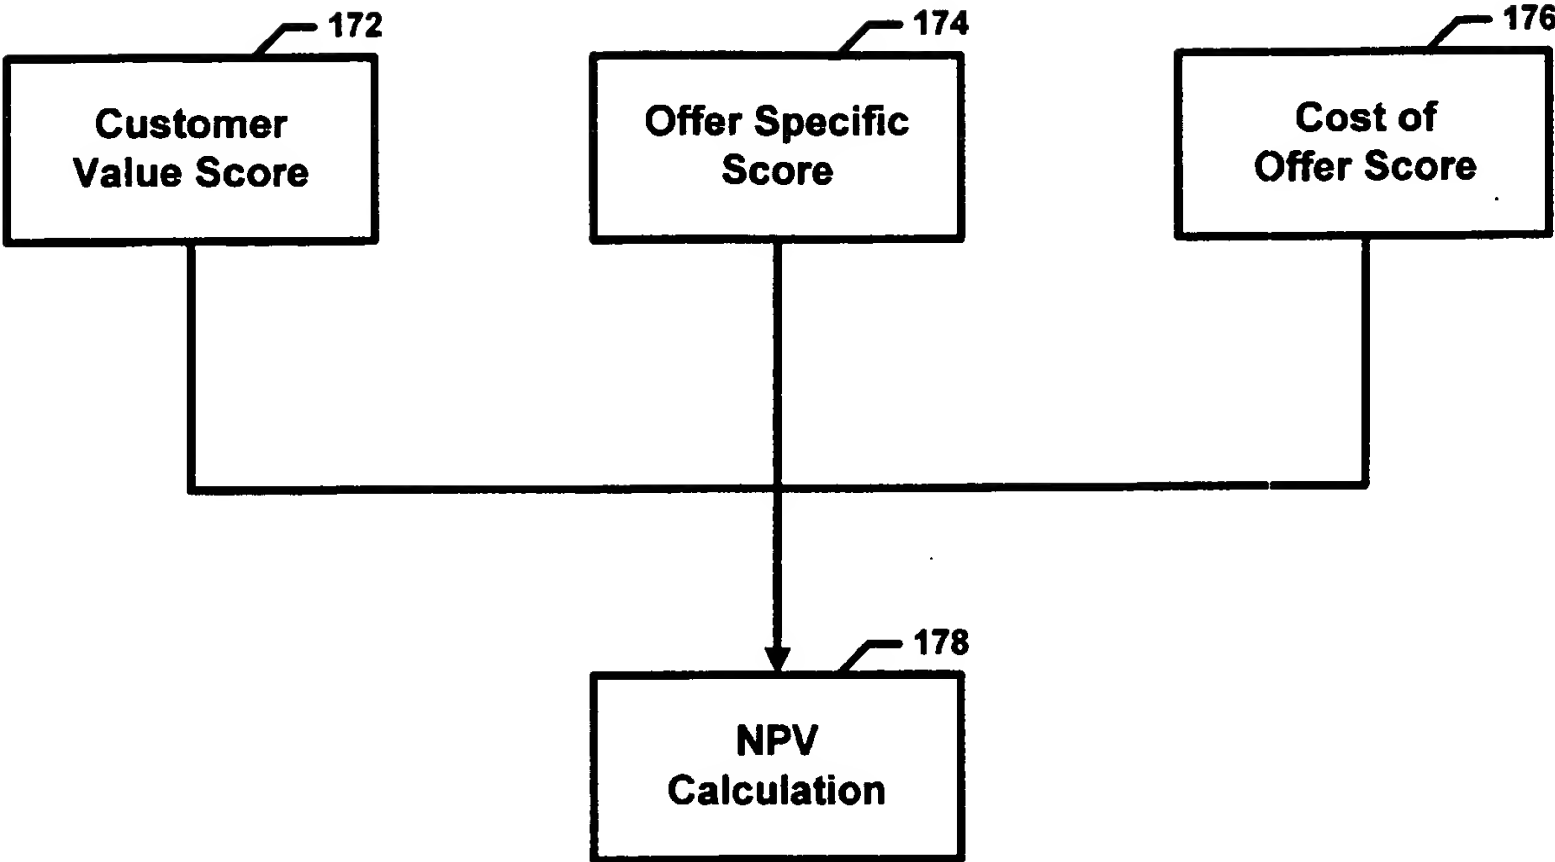 172
174
176
Customer
Value Score
Offer Specific
Score
Cost of
Offer Score
178
NPV
Calculation